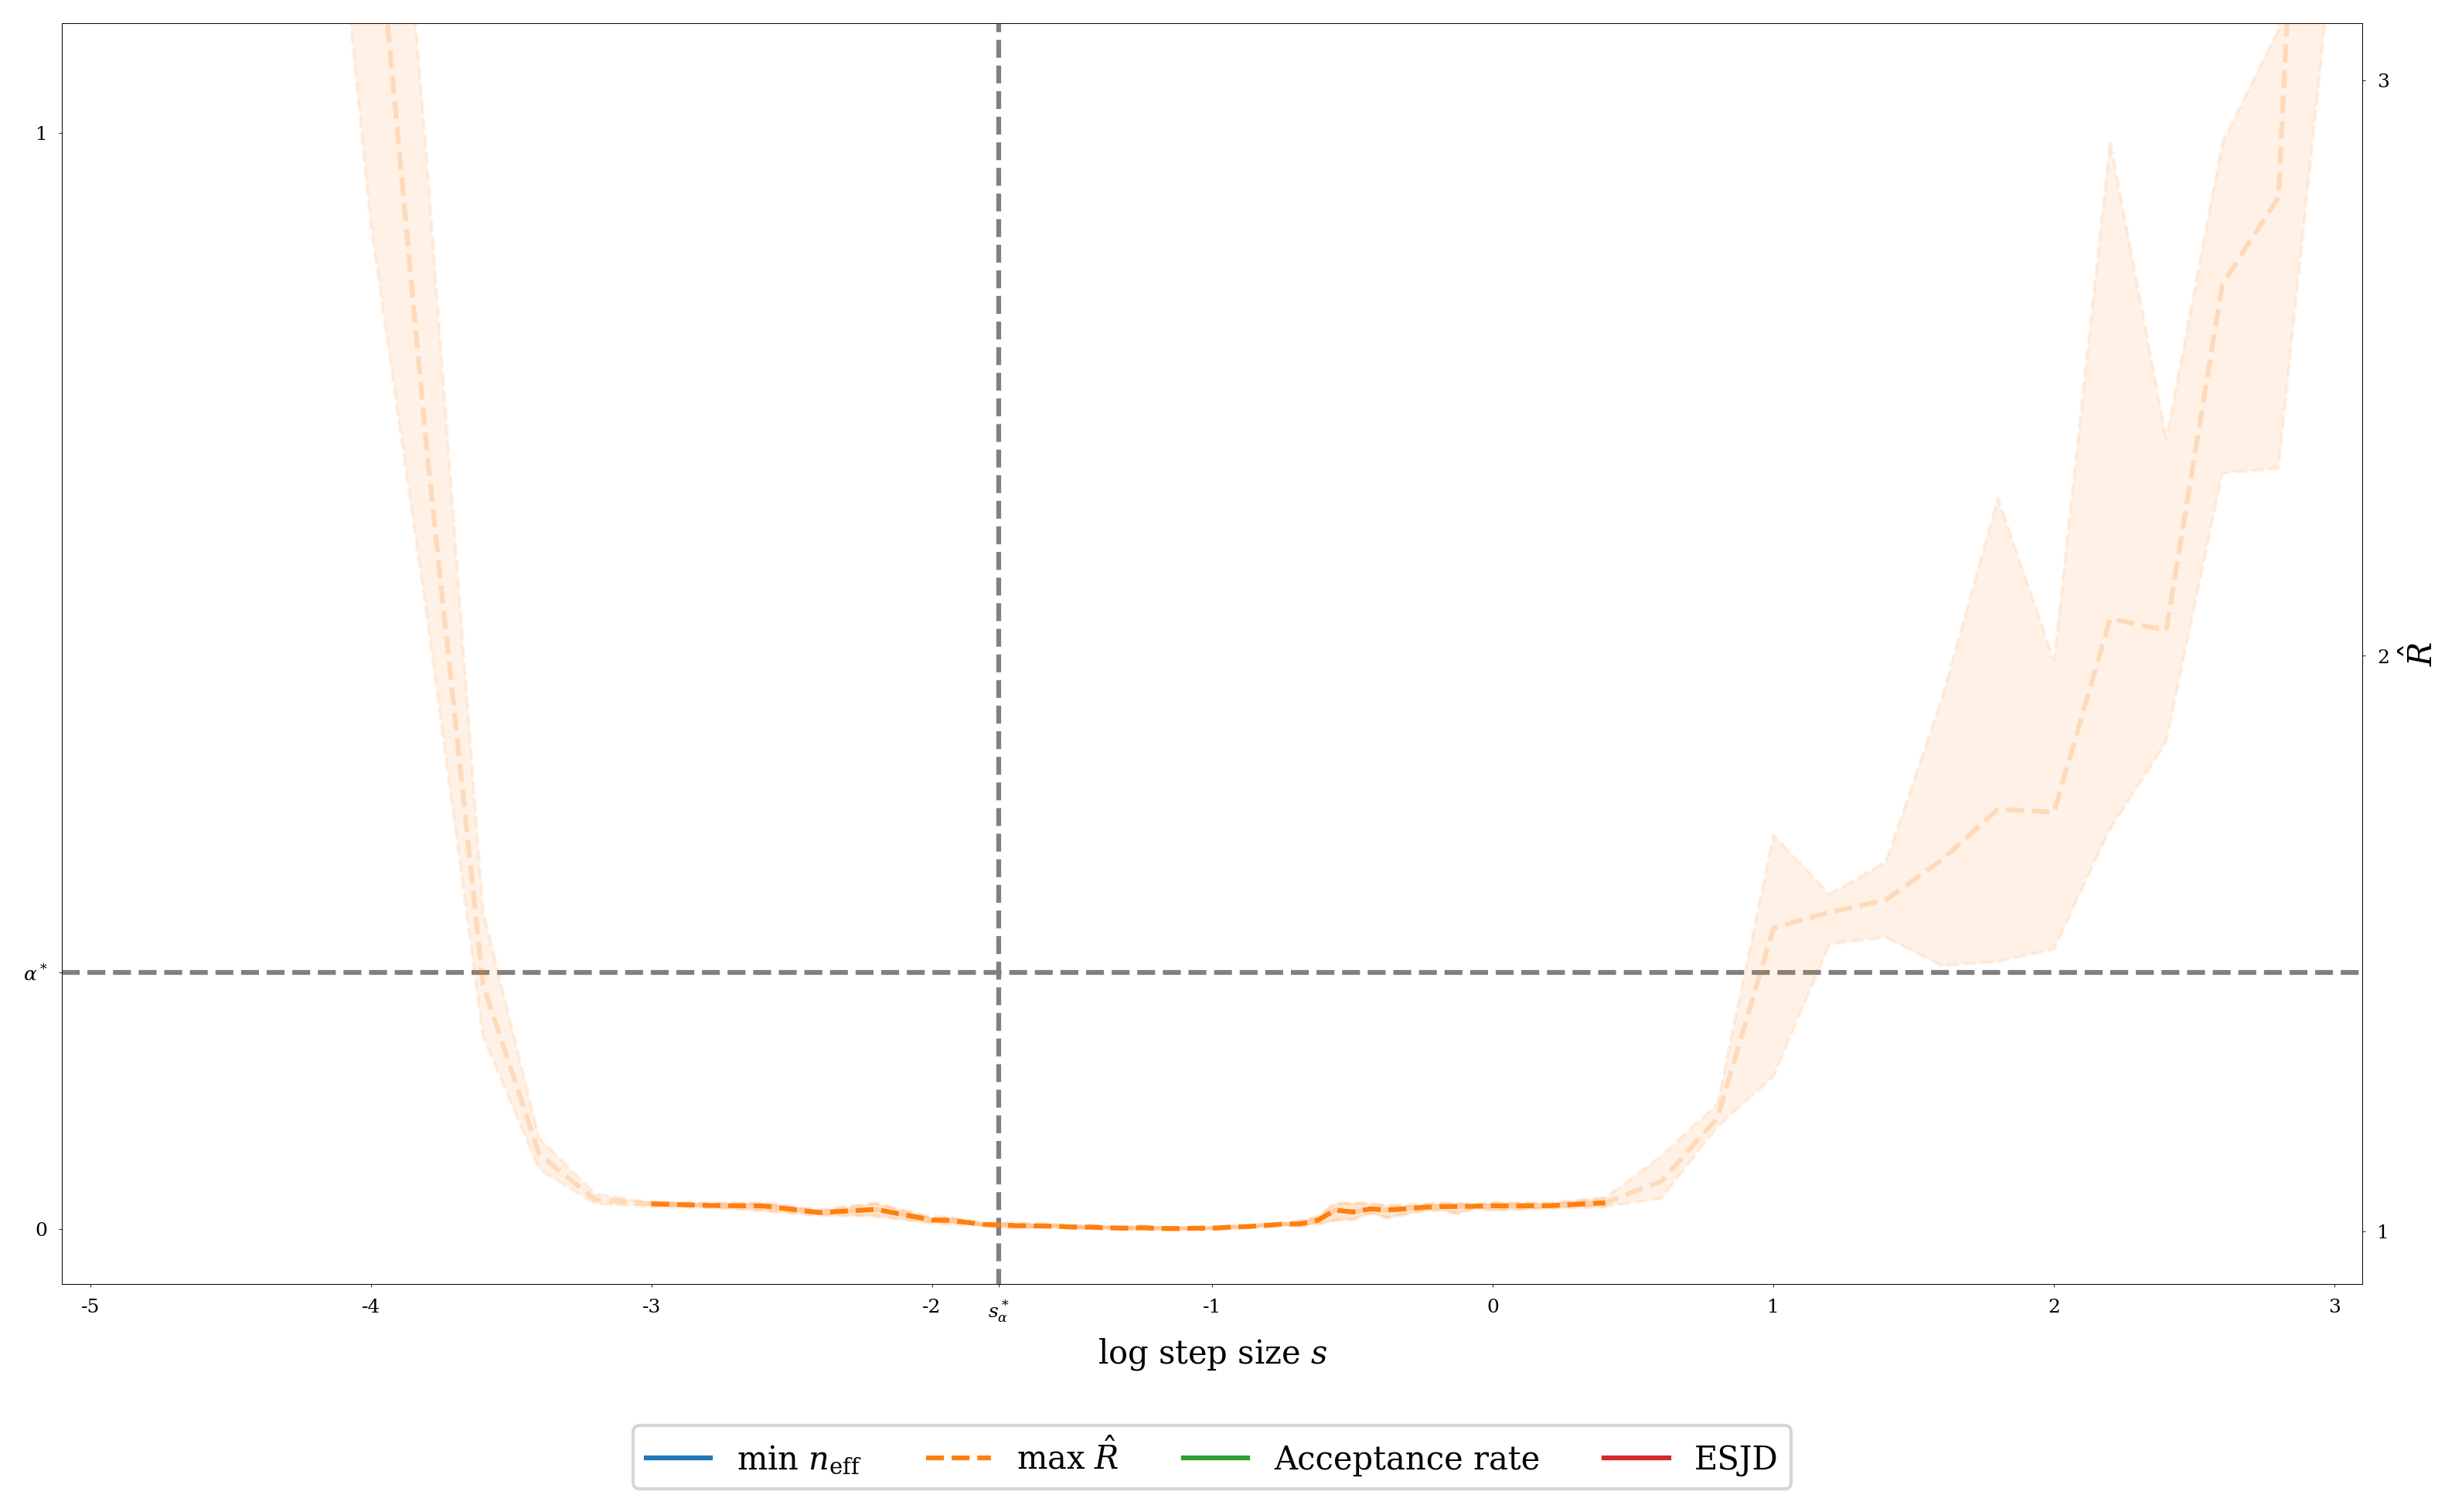 3
1
2
R̂
α*
0
1
-5
-4
-3
-2
s*α
-1
0
1
2
3
log step size s
min neff
max R̂
Acceptance rate
ESJD